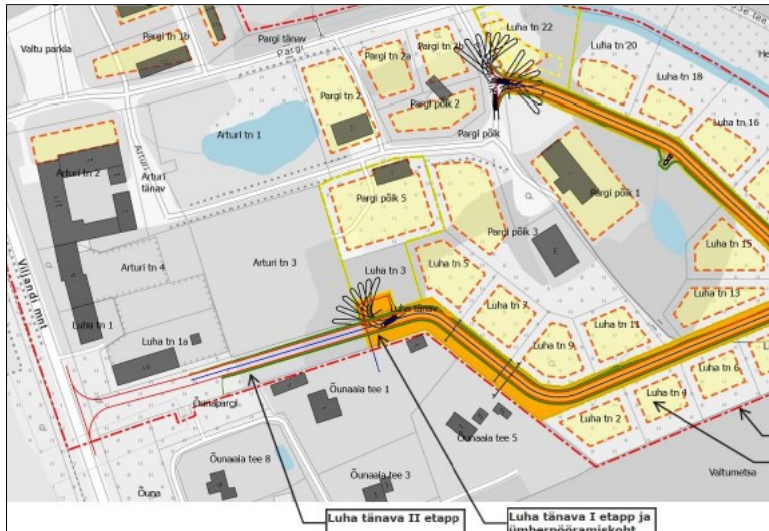 Valtu parkla
Pargi tn 1b
Pargi tänav
Pargi
Pargi tn 2a
Pargi tn 2b
Luha tn 22
Luha tn 20
Luha tn 18
Luha tn 16
Pargi tn 2
Pargi põik 2
Pargi põik
Arturi tn 1
Arturi tn 2
Arturi
tänav
Arturi tn
Pargi põik 5
Pargi põik 1
Pargi põik 3
Arturi tn 4
Arturi tn 3
Luha tn 3
Luha tn 5
Luha tn 15
Luha tn 13
Viljandi mnt
Luha tn 1
Luha tn 1a
Luha tänav
Luha tn 7
Luha tn 11
Luha tn 9
Luha tn 6
Luha tn 4
Luha tn 2
Õunapargi
Õunaaia tee 1
Õunaaia tee 5
Õunaaia tee 8
Õunaaia tee 3
Õuna
Valtumetsa
Luha tänava II etapp
Luha tänava I etapp ja
ümberpööramiskoht